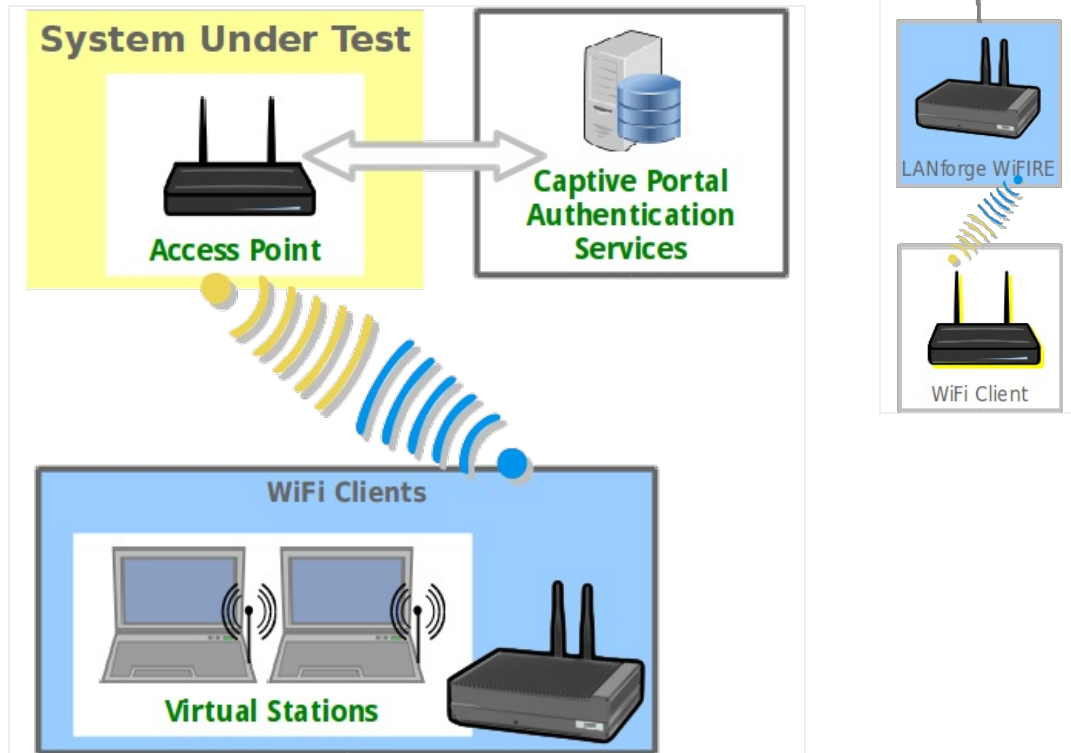 System Under Test
Access Point
Captive Portal
Authentication
Services
WiFi Clients
Virtual Stations
LANforge WiFIRE
WiFi Client